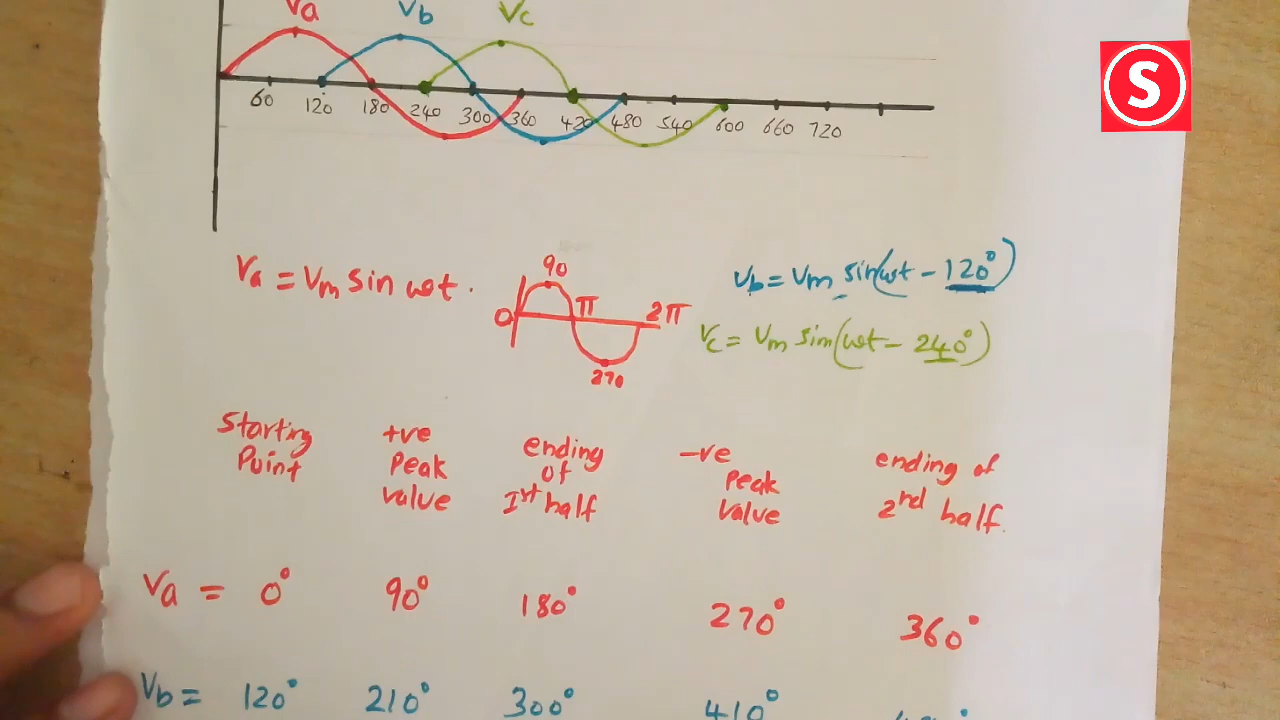 Va Vb Vc
60 120 180 240 300 360 420 480 540 600 660 720
S
Va = Vm sin ωt.
90
0 π 2π
270
Vb = Vm sin(ωt - 120°)
Vc = Vm sin(ωt - 240°)
Starting
Point
+ve
Peak
value
ending
of
Ist half
-ve
Peak
Value
ending of
2nd half.
Va = 0° 90° 180° 270° 360°
Vb = 120° 210° 300° 410°